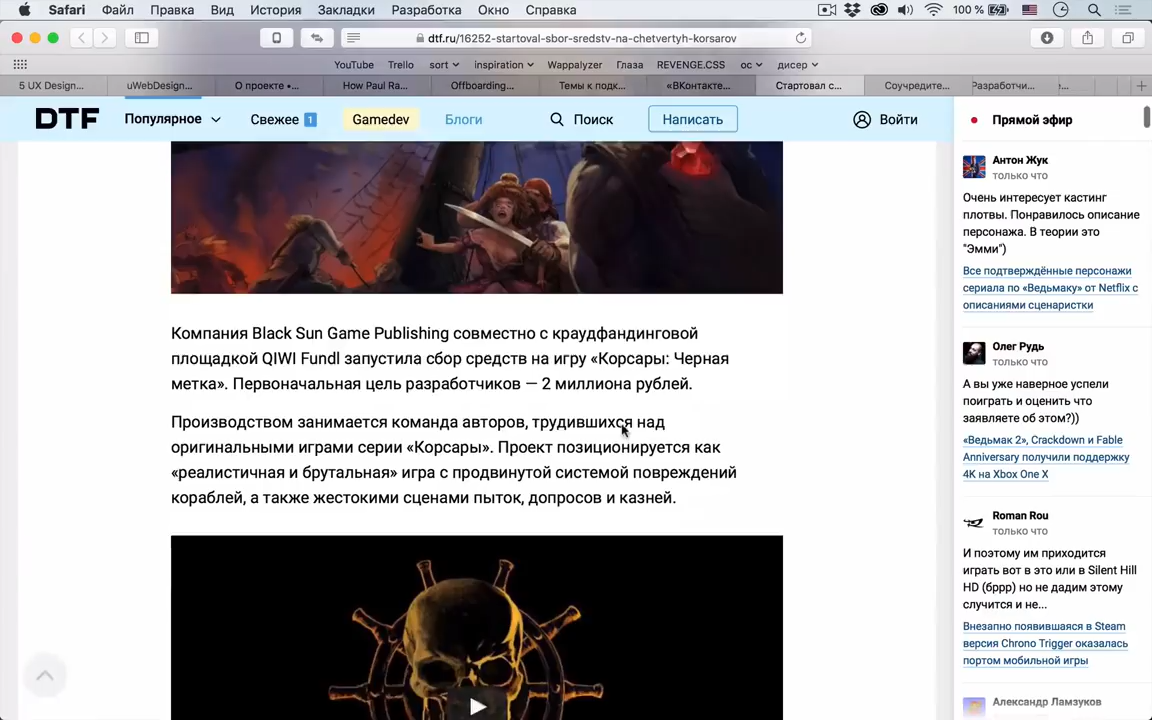 Safari Файл Правка Вид История Закладки Разработка Окно Справка 100 %
dtf.ru/16252-startoval-sbor-sredstv-na-chetvertyh-korsarov
YouTube Trello sort inspiration Wappalyzer Глаза REVENGE.CSS ос дисер
5 UX Design... uWebDesign... О проекте •... How Paul Ra... Offboarding... Темы к подк... «ВКонтакте... Стартовал с... Соучредите... Разработчи...
DTF Популярное Свежее 1 Gamedev Блоги Поиск Написать Войти
Компания Black Sun Game Publishing совместно с краудфандинговой
площадкой QIWI Fundl запустила сбор средств на игру «Корсары: Черная
метка». Первоначальная цель разработчиков — 2 миллиона рублей.
Производством занимается команда авторов, трудившихся над
оригинальными играми серии «Корсары». Проект позиционируется как
«реалистичная и брутальная» игра с продвинутой системой повреждений
кораблей, а также жестокими сценами пыток, допросов и казней.
Прямой эфир
Антон Жук
только что
Очень интересует кастинг
плотвы. Понравилось описание
персонажа. В теории это
"Эмми")
Все подтверждённые персонажи
сериала по «Ведьмаку» от Netflix с
описаниями сценаристки
Олег Рудь
только что
А вы уже наверное успели
поиграть и оценить что
заявляете об этом?))
«Ведьмак 2», Crackdown и Fable
Anniversary получили поддержку
4K на Xbox One X
Roman Rou
только что
И поэтому им приходится
играть вот в это или в Silent Hill
HD (бррр) но не дадим этому
случится и не...
Внезапно появившаяся в Steam
версия Chrono Trigger оказалась
портом мобильной игры
Александр Ламзуков